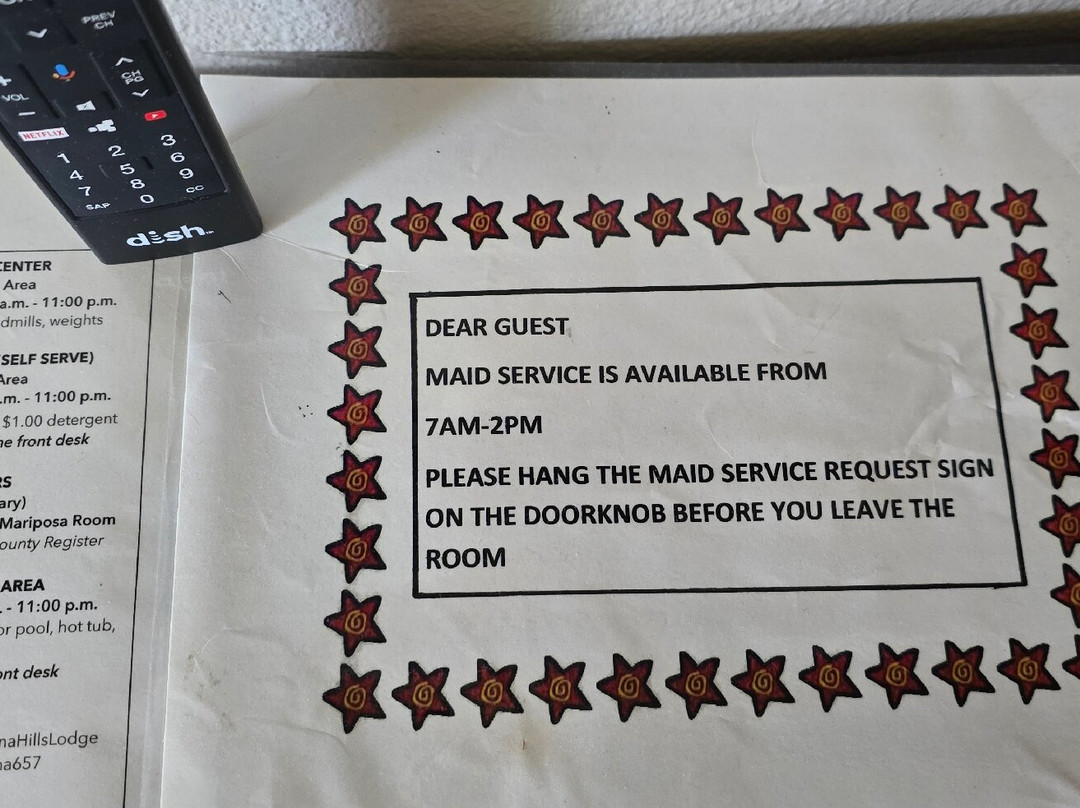 PREV
CH
CH
PG
VOL
NETFLIX
1 2 3
4 5 6
7 8 9
SAP 0 CC
dish
CENTER
Area
a.m. - 11:00 p.m.
dmills, weights
SELF SERVE)
Area
.m. - 11:00 p.m.
$1.00 detergent
he front desk
RS
ary)
Mariposa Room
ounty Register
AREA
. - 11:00 p.m.
or pool, hot tub,
ont desk
naHillsLodge
na657
DEAR GUEST
MAID SERVICE IS AVAILABLE FROM
7AM-2PM
PLEASE HANG THE MAID SERVICE REQUEST SIGN
ON THE DOORKNOB BEFORE YOU LEAVE THE
ROOM